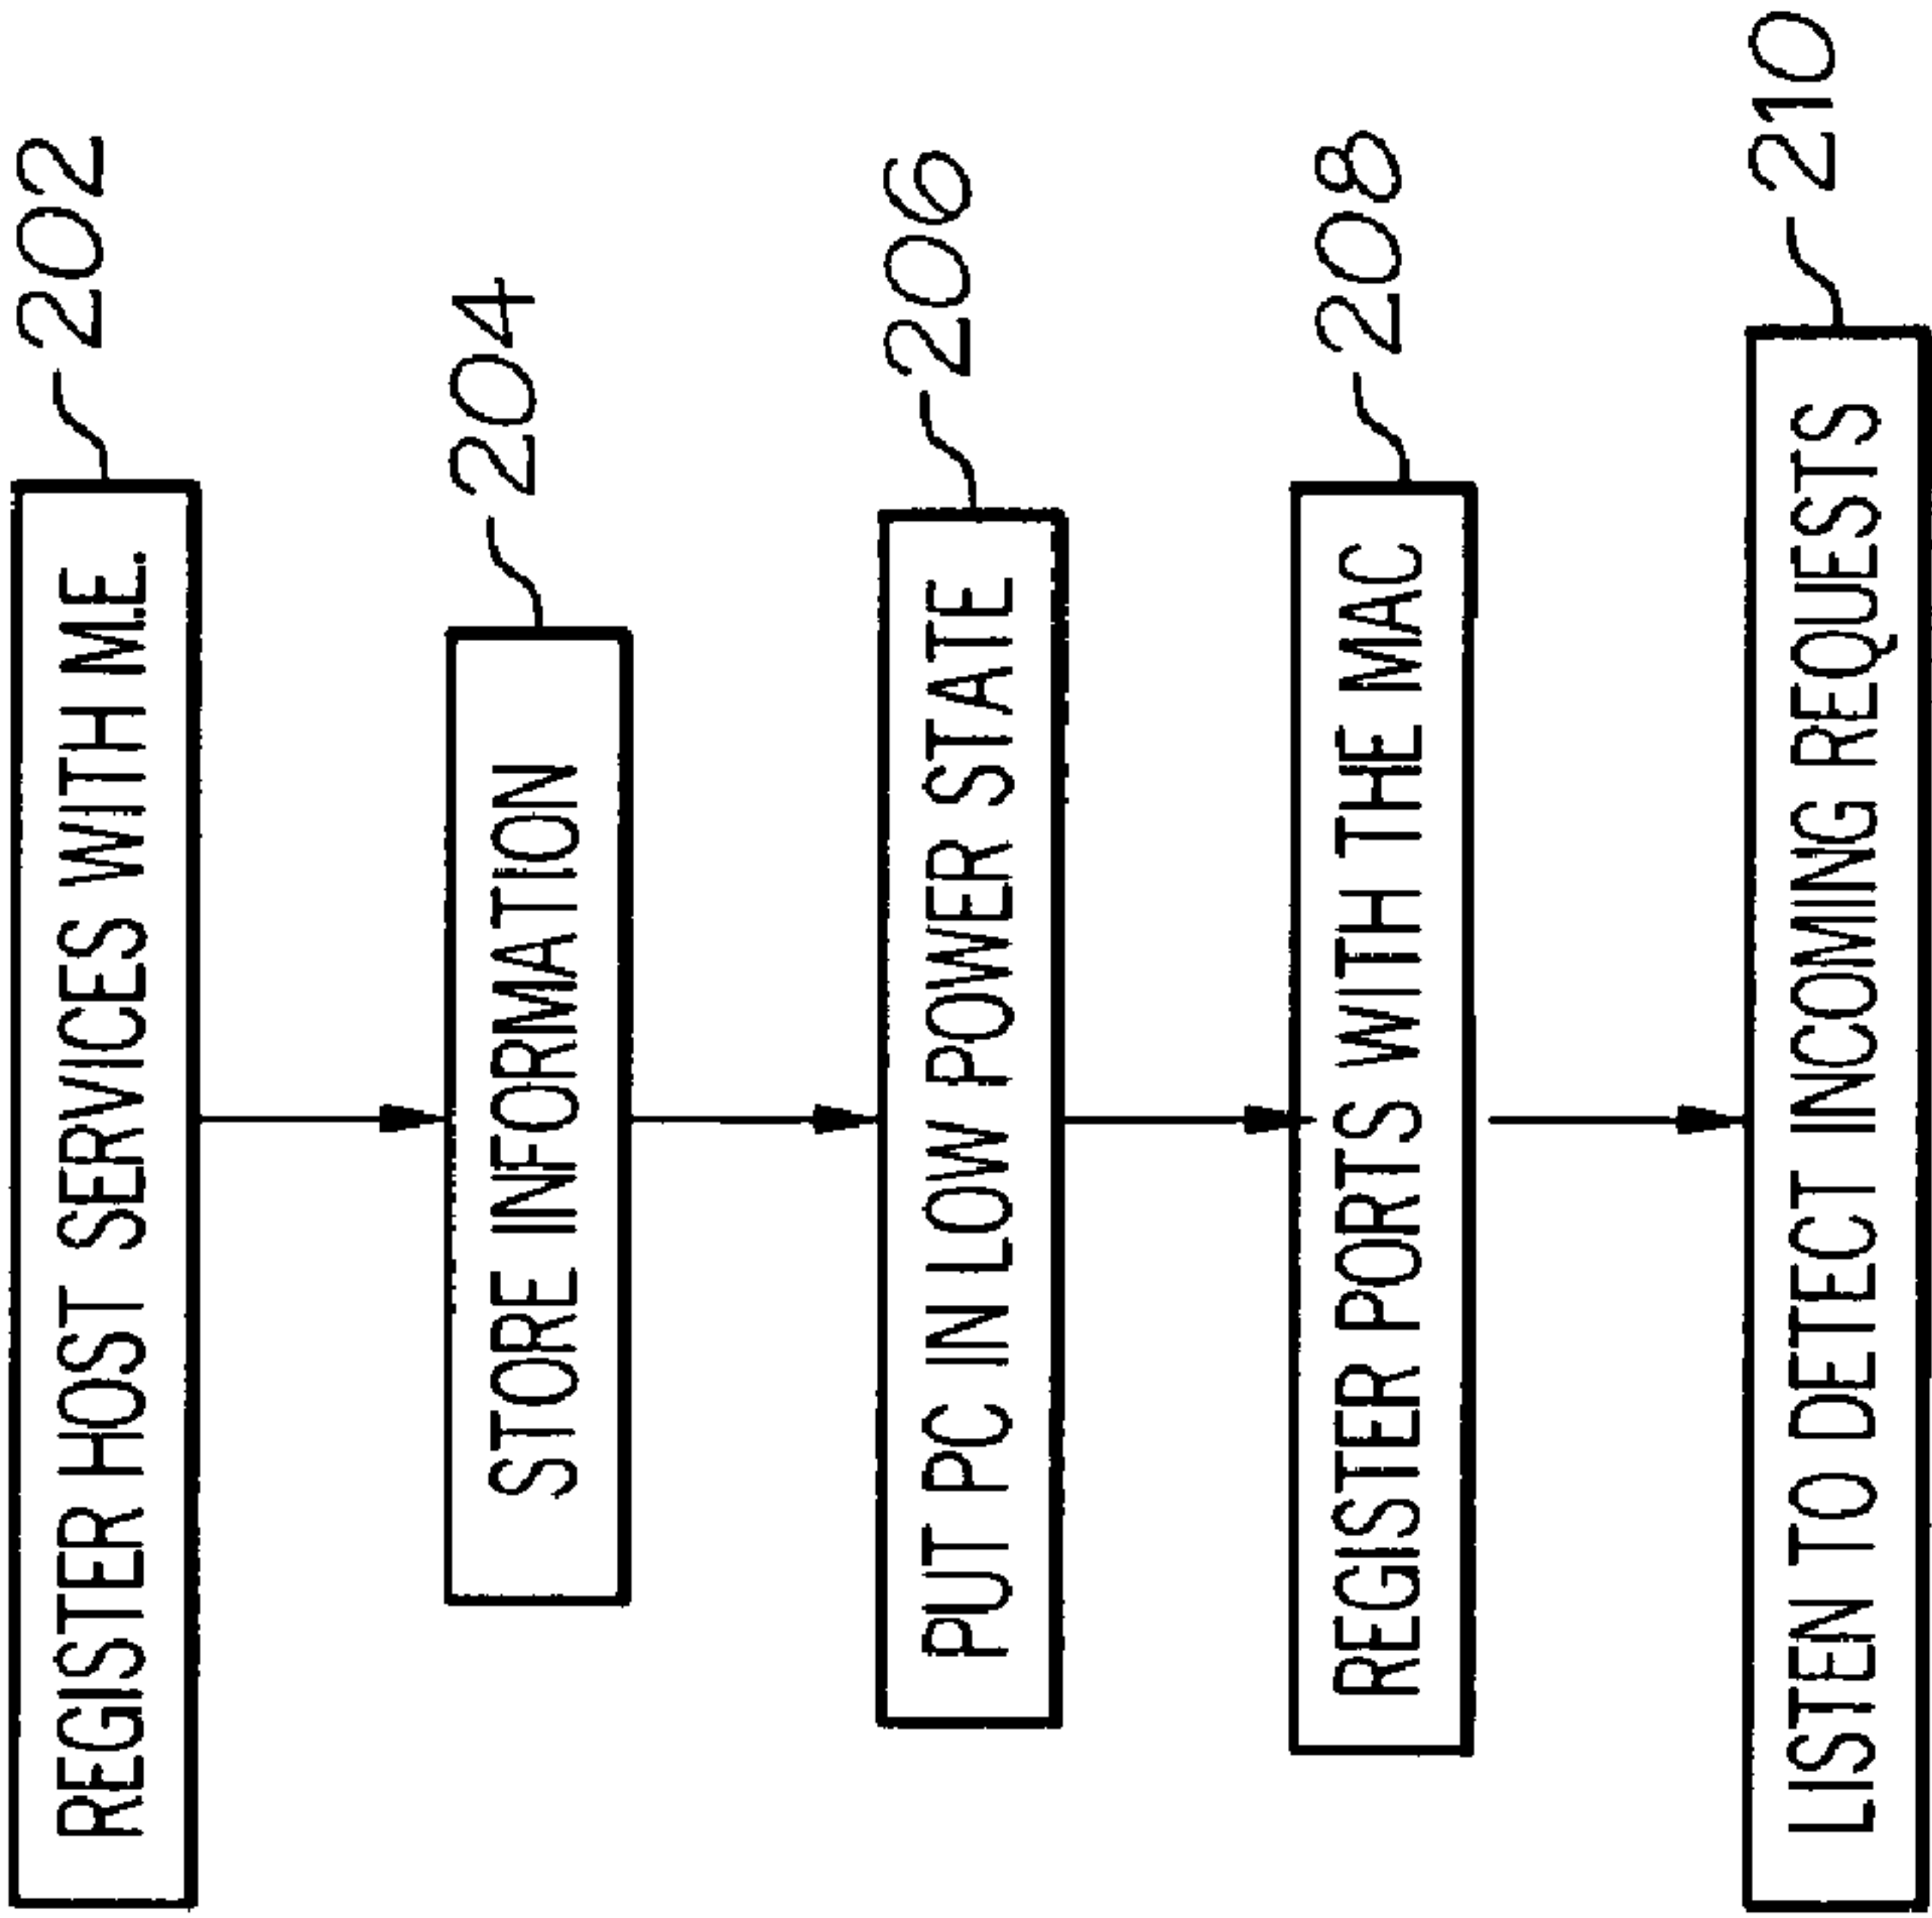 REGISTER HOST SERVICES WITH M.E.
202
STORE INFORMATION
204
PUT PC IN LOW POWER STATE
206
REGISTER PORTS WITH THE MAC
208
LISTEN TO DETECT INCOMING REQUESTS
210